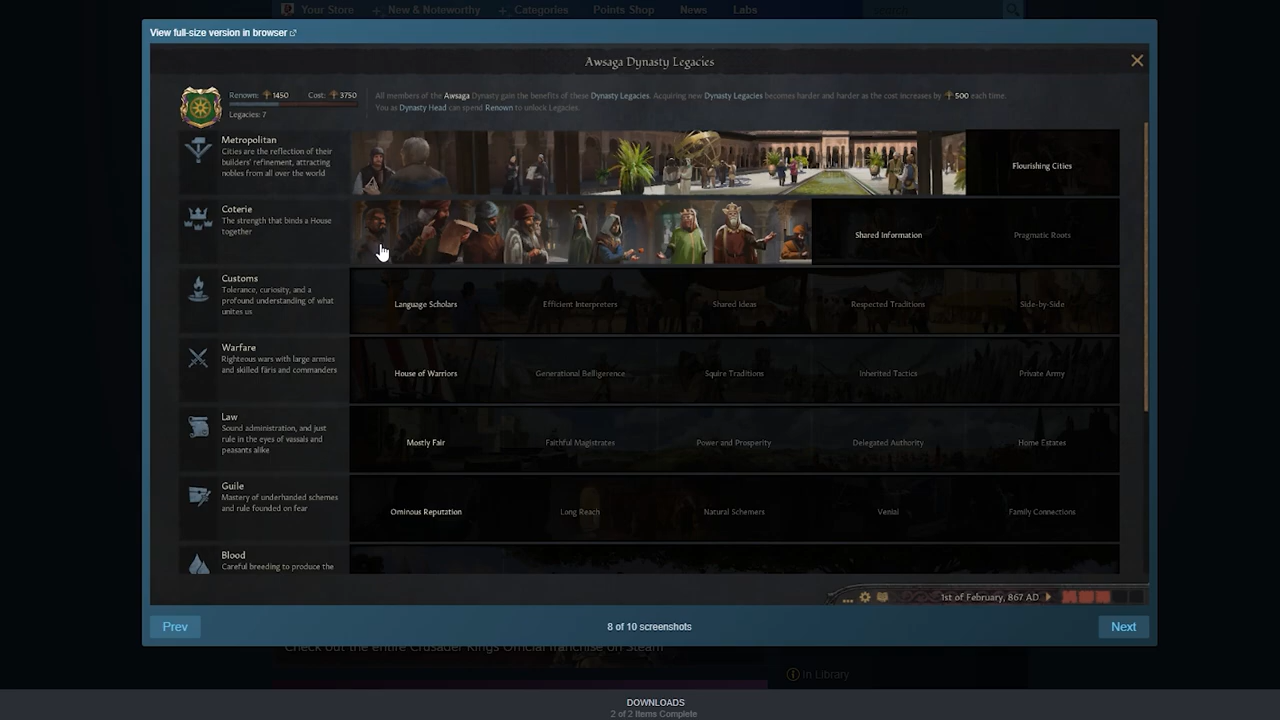 Your Store
New & Noteworthy
Categories
Points Shop
News
Labs
search
View full-size version in browser
Awsaga Dynasty Legacies
Renown: 1450 Cost: 3750
Legacies: 7
All members of the Awsaga Dynasty gain the benefits of these Dynasty Legacies. Acquiring new Dynasty Legacies becomes harder and harder as the cost increases by 500 each time.
You as Dynasty Head can spend Renown to unlock Legacies.
Metropolitan
Cities are the reflection of their
builders' refinement, attracting
nobles from all over the world
Flourishing Cities
Coterie
The strength that binds a House
together
Shared Information
Pragmatic Roots
Customs
Tolerance, curiosity, and a
profound understanding of what
unites us
Language Scholars
Efficient Interpreters
Shared Ideas
Respected Traditions
Side-by-Side
Warfare
Righteous wars with large armies
and skilled fāris and commanders
House of Warriors
Generational Belligerence
Squire Traditions
Inherited Tactics
Private Army
Law
Sound administration, and just
rule in the eyes of vassals and
peasants alike
Mostly Fair
Faithful Magistrates
Power and Prosperity
Delegated Authority
Home Estates
Guile
Mastery of underhanded schemes
and rule founded on fear
Ominous Reputation
Long Reach
Natural Schemers
Venial
Family Connections
Blood
Careful breeding to produce the
1st of February, 867 AD
Prev
8 of 10 screenshots
Next
Check out the entire Crusader Kings Official franchise on Steam
In Library
DOWNLOADS
2 of 2 Items Complete